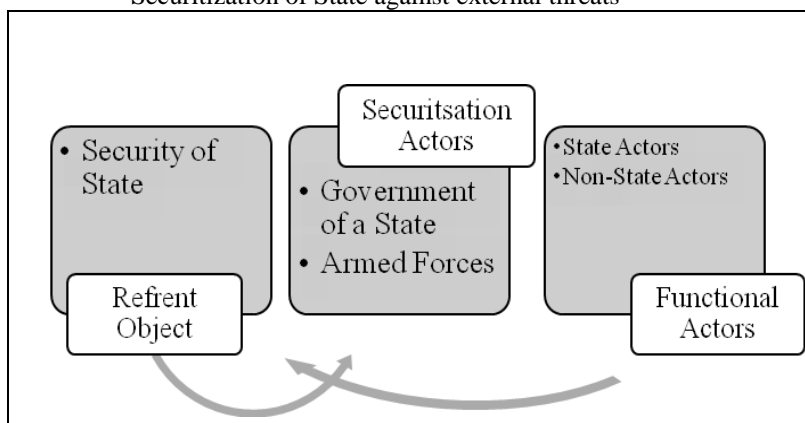 Securitization of State against external threats
• Security of
State
Refrent
Object
Securitsation
Actors
• Government
of a State
• Armed Forces
•State Actors
•Non-State Actors
Functional
Actors